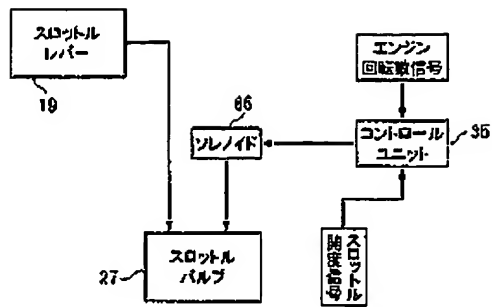 スロットル
レバー
19
エンジン
回転数信号
66
ソレノイド
コントロール
ユニット
35
スロットル
バルブ
27
スロットル
開度信号